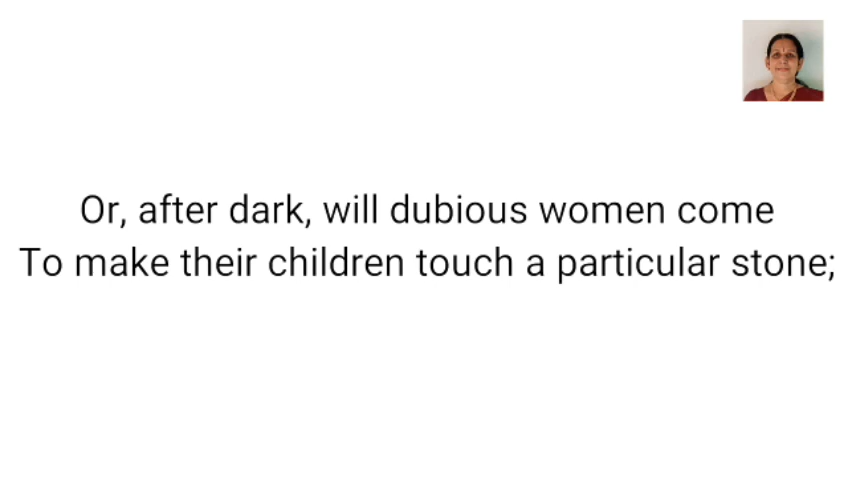 Or, after dark, will dubious women come
To make their children touch a particular stone;